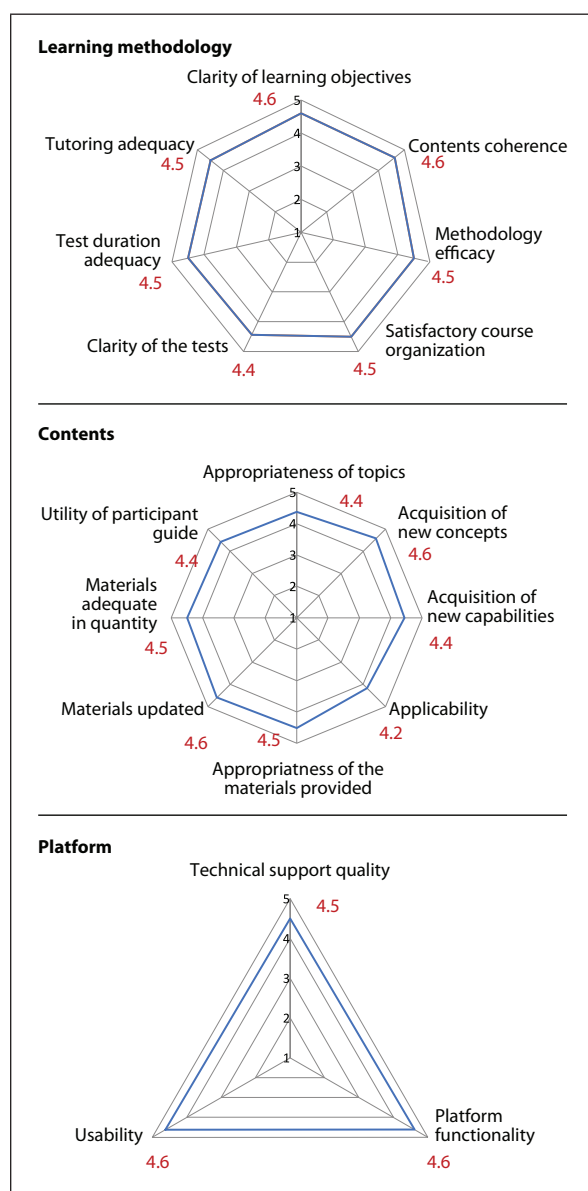 Learning methodology
Clarity of learning objectives
4.6
5
4
3
2
1
Tutoring adequacy
4.5
Contents coherence
4.6
Test duration
adequacy
4.5
Methodology
efficacy
4.5
Clarity of the tests
4.4
Satisfactory course
organization
4.5
Contents
Appropriateness of topics
4.4
5
4
3
2
1
Utility of participant
guide
4.4
Acquisition of
new concepts
4.6
Materials
adequate
in quantity
4.5
Acquisition of
new capabilities
4.4
Materials updated
4.6
Applicability
4.2
4.5
Appropriatness of the
materials provided
Platform
Technical support quality
4.5
5
4
3
2
1
Usability
4.6
Platform
functionality
4.6